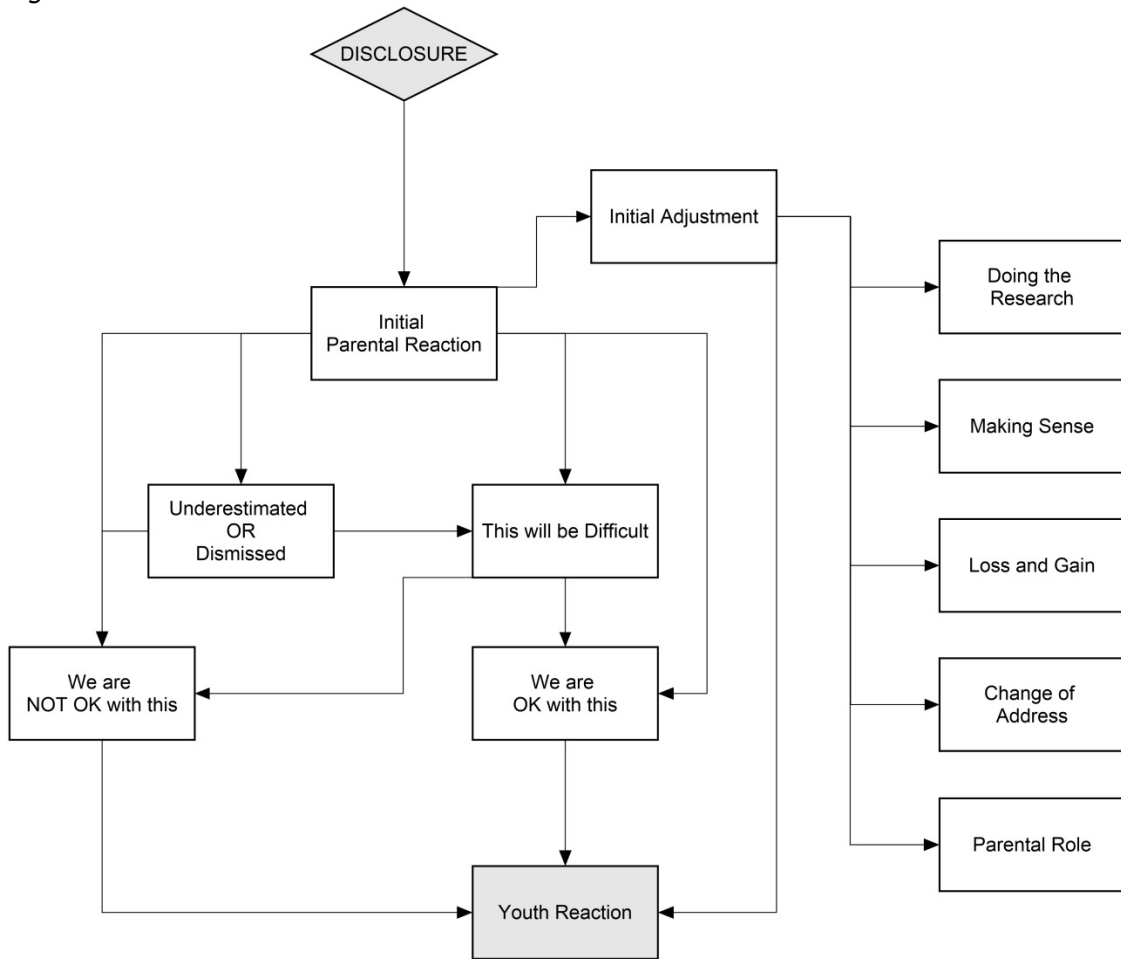 DISCLOSURE
Initial Adjustment
Doing the
Research
Initial
Parental Reaction
Making Sense
Underestimated
OR
Dismissed
This will be Difficult
Loss and Gain
We are
NOT OK with this
We are
OK with this
Change of
Address
Parental Role
Youth Reaction